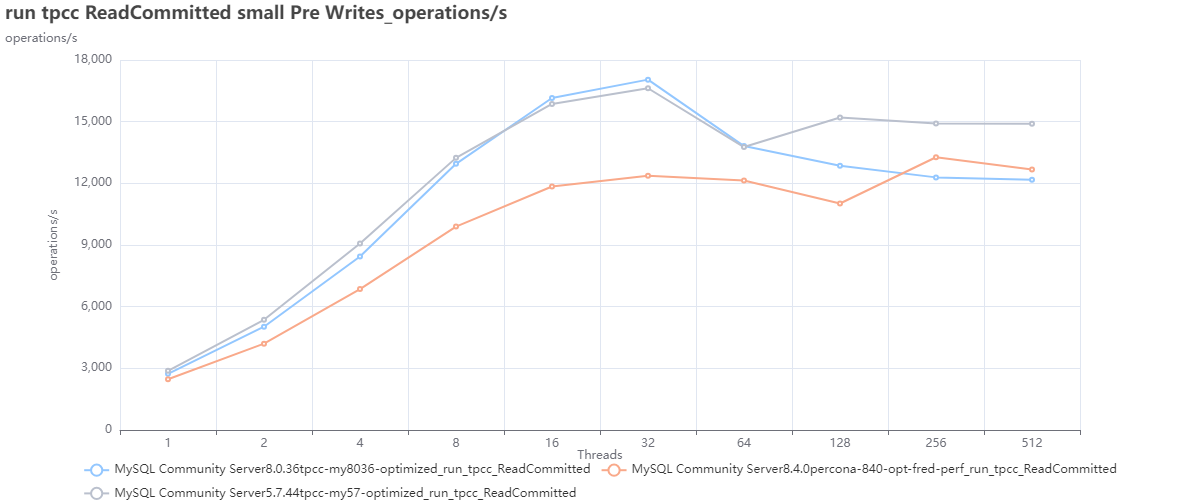 run tpcc ReadCommitted small Pre Writes_operations/s
operations/s
18,000
15,000
12,000
9,000
6,000
3,000
0
operations/s
1 2 4 8 16 32 64 128 256 512
Threads
MySQL Community Server8.0.36tpcc-my8036-optimized_run_tpcc_ReadCommitted MySQL Community Server8.4.0percona-840-opt-fred-perf_run_tpcc_ReadCommitted
MySQL Community Server5.7.44tpcc-my57-optimized_run_tpcc_ReadCommitted